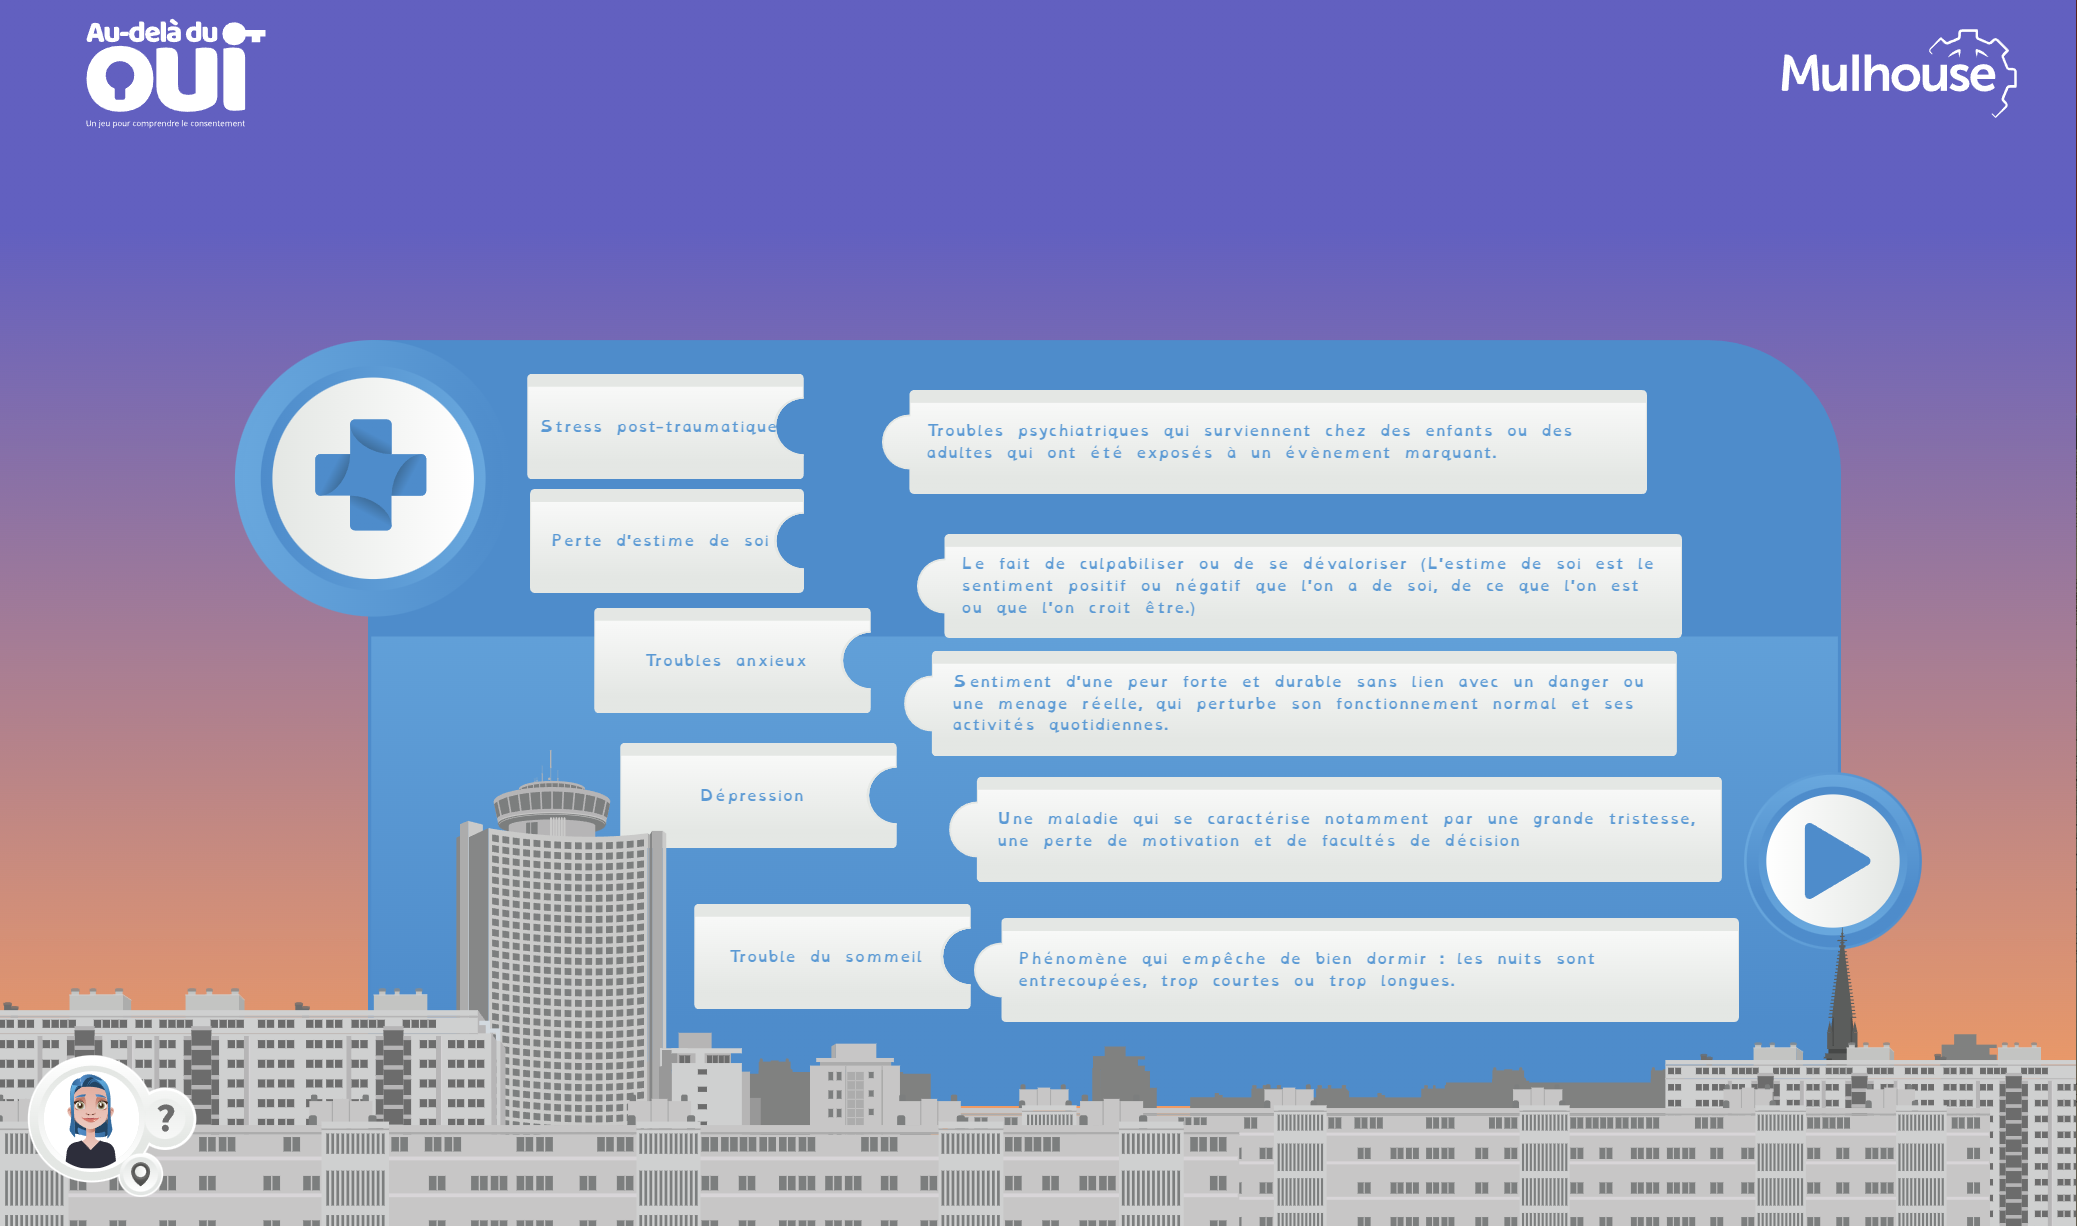 Au-delà du
OUI
Un jeu pour comprendre le consentement
Mulhouse
Stress post-traumatique
Troubles psychiatriques qui surviennent chez des enfants ou des
adultes qui ont été exposés à un évènement marquant.
Perte d'estime de soi
Le fait de culpabiliser ou de se dévaloriser (L'estime de soi est le
sentiment positif ou négatif que l'on a de soi, de ce que l'on est
ou que l'on croit être.)
Troubles anxieux
Sentiment d'une peur forte et durable sans lien avec un danger ou
une menage réelle, qui perturbe son fonctionnement normal et ses
activités quotidiennes.
Dépression
Une maladie qui se caractérise notamment par une grande tristesse,
une perte de motivation et de facultés de décision
Trouble du sommeil
Phénomène qui empêche de bien dormir : les nuits sont
entrecoupées, trop courtes ou trop longues.
?